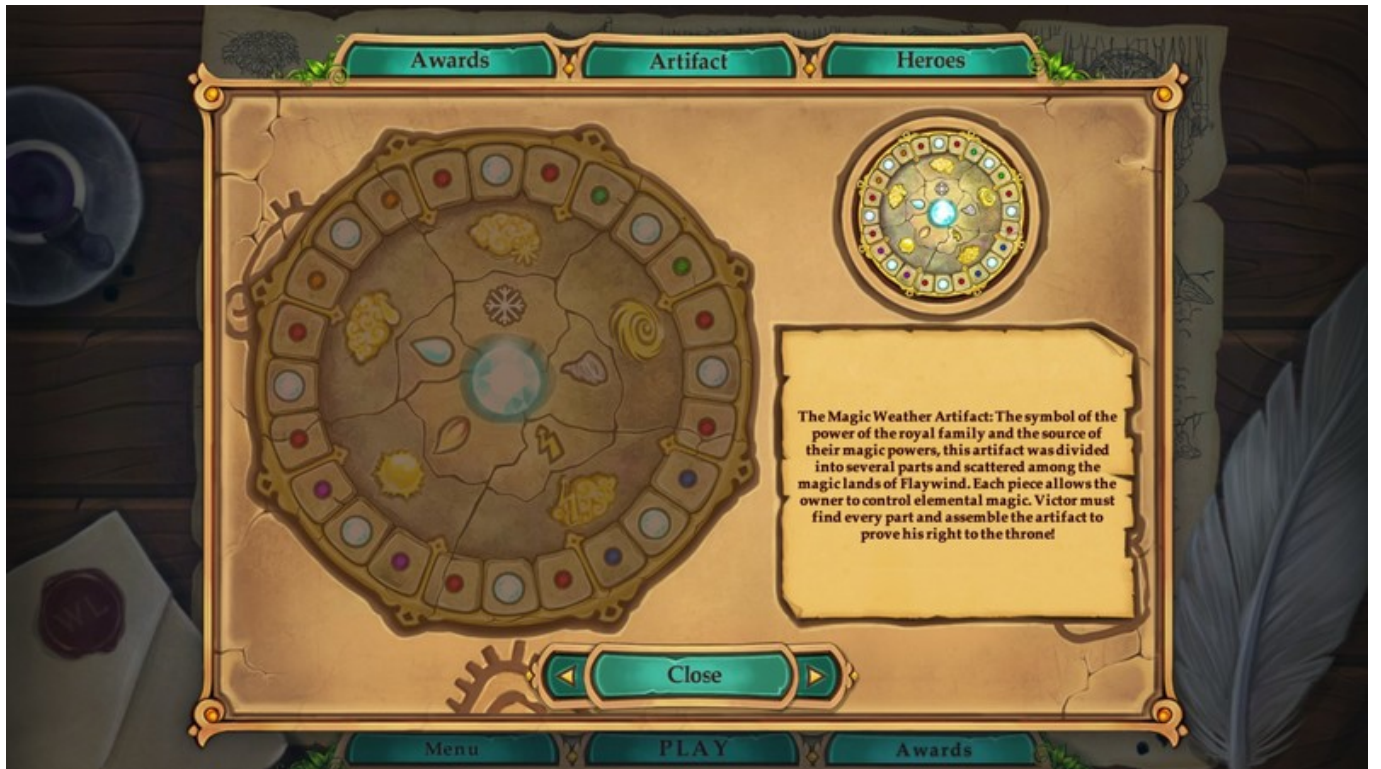 Awards
Artifact
Heroes
The Magic Weather Artifact: The symbol of the
power of the royal family and the source of
their magic powers, this artifact was divided
into several parts and scattered among the
magic lands of Flaywind. Each piece allows the
owner to control elemental magic. Victor must
find every part and assemble the artifact to
prove his right to the throne!
WL
Close
Menu
PLAY
Awards